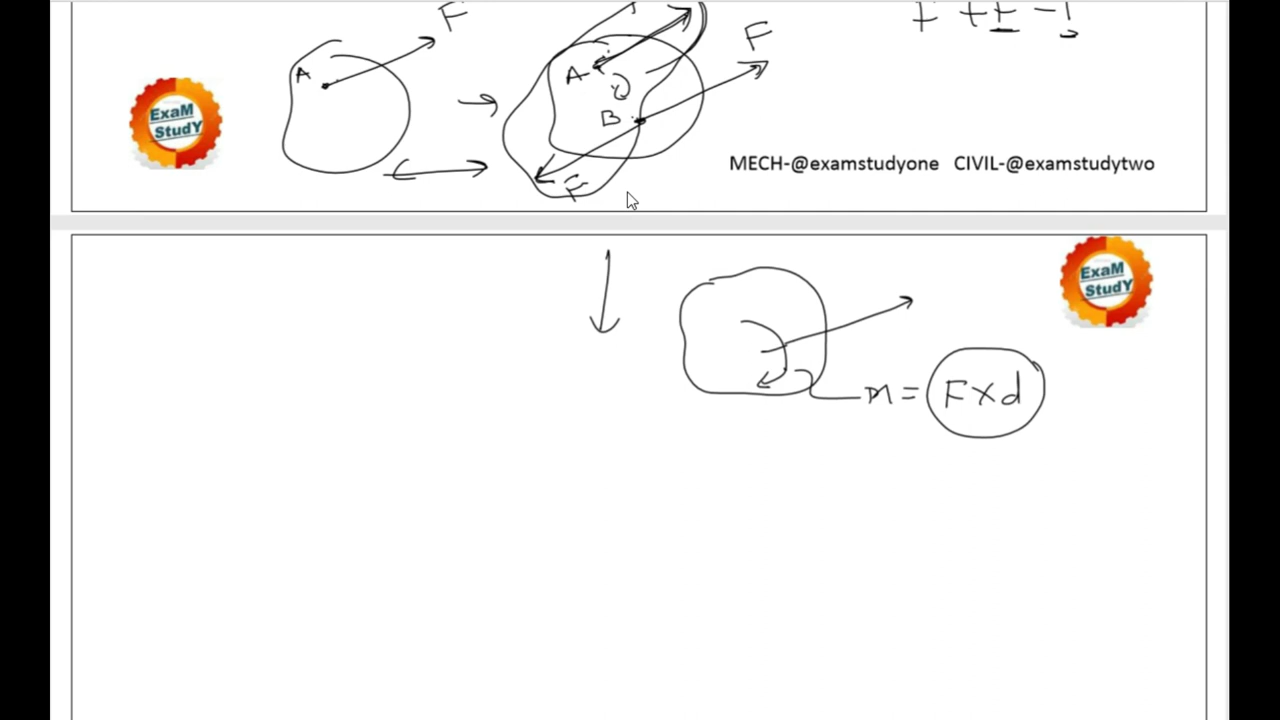 F
F
A
A
B
F
ExaM
StudY
MECH-@examstudyone CIVIL-@examstudytwo
ExaM
StudY
m = F×d